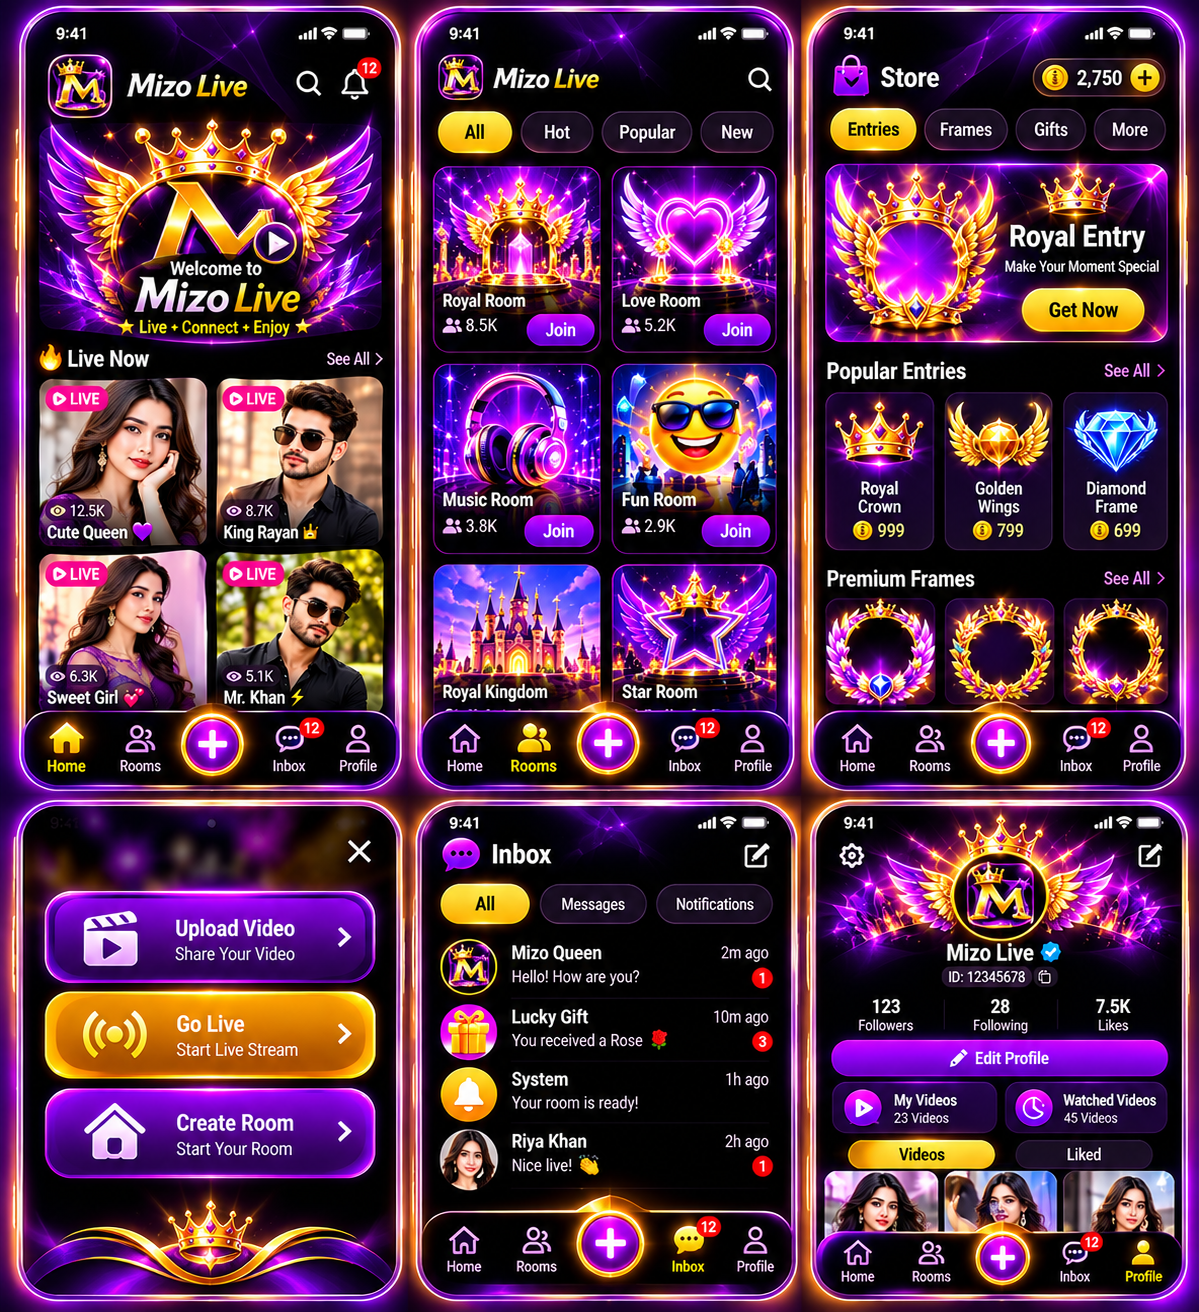 9:41
M
Mizo Live
12
M
Welcome to
Mizo Live
Live + Connect + Enjoy
Live Now
See All >
LIVE
12.5K
Cute Queen
LIVE
8.7K
King Rayan
LIVE
6.3K
Sweet Girl
LIVE
5.1K
Mr. Khan
Home
Rooms
12
Inbox
Profile
9:41
M
Mizo Live
All
Hot
Popular
New
Royal Room
8.5K
Join
Love Room
5.2K
Join
Music Room
3.8K
Join
Fun Room
2.9K
Join
Royal Kingdom
Star Room
Home
Rooms
12
Inbox
Profile
9:41
Store
2,750
Entries
Frames
Gifts
More
Royal Entry
Make Your Moment Special
Get Now
Popular Entries
See All >
Royal
Crown
999
Golden
Wings
799
Diamond
Frame
699
Premium Frames
See All >
Home
Rooms
12
Inbox
Profile
9:41
Upload Video
Share Your Video
Go Live
Start Live Stream
Create Room
Start Your Room
9:41
Inbox
All
Messages
Notifications
M
Mizo Queen
2m ago
Hello! How are you?
1
Lucky Gift
10m ago
You received a Rose
3
System
1h ago
Your room is ready!
Riya Khan
2h ago
Nice live!
1
Home
Rooms
12
Inbox
Profile
9:41
M
Mizo Live
ID: 12345678
123
Followers
28
Following
7.5K
Likes
Edit Profile
My Videos
23 Videos
Watched Videos
45 Videos
Videos
Liked
Home
Rooms
12
Inbox
Profile